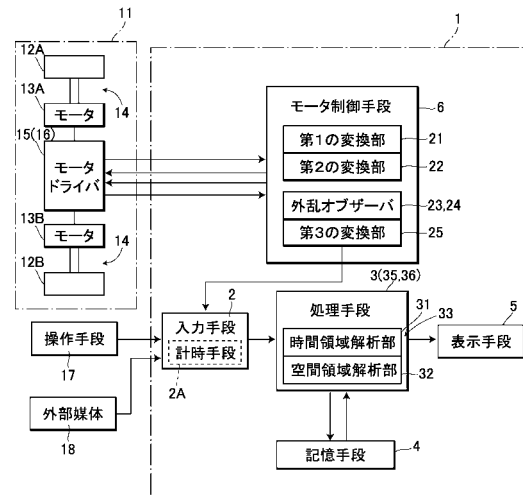 11
1
12A
13A
14
モータ
15(16)
モータ
ドライバ
13B
モータ
14
12B
モータ制御手段
6
第1の変換部
21
第2の変換部
22
外乱オブザーバ
23,24
第3の変換部
25
3(35,36)
2
入力手段
計時手段
2A
処理手段
31
33
時間領域解析部
空間領域解析部
32
5
表示手段
操作手段
17
外部媒体
18
記憶手段
4